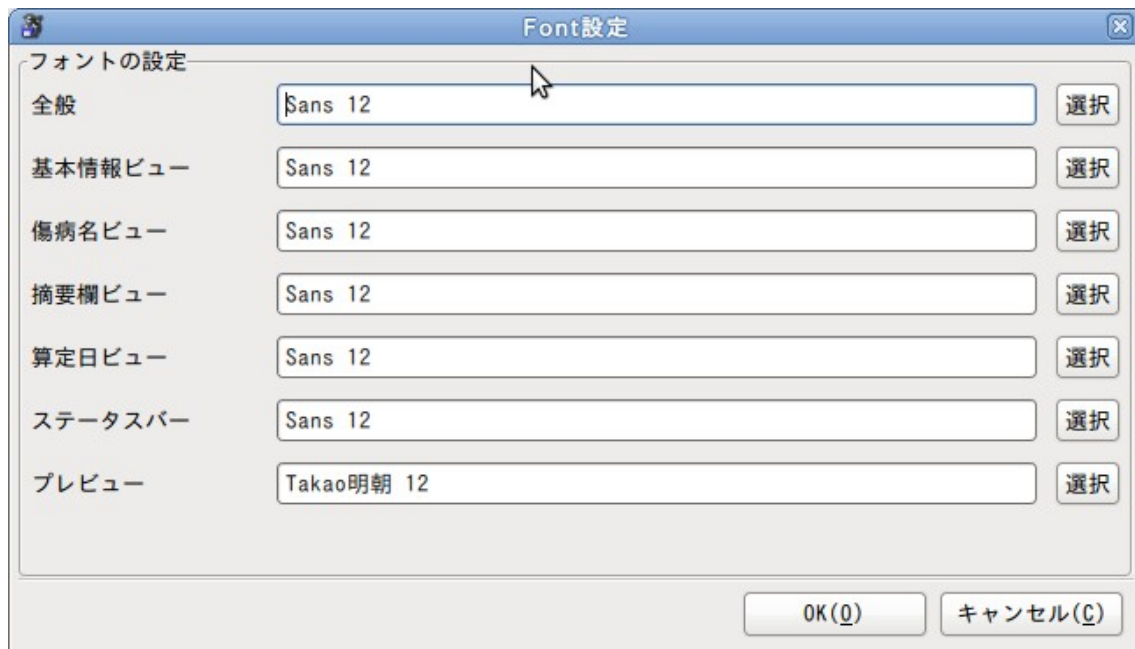 Font設定
フォントの設定
全般 Sans 12 選択
基本情報ビュー Sans 12 選択
傷病名ビュー Sans 12 選択
摘要欄ビュー Sans 12 選択
算定日ビュー Sans 12 選択
ステータスバー Sans 12 選択
プレビュー Takao明朝 12 選択
OK(O) キャンセル(C)